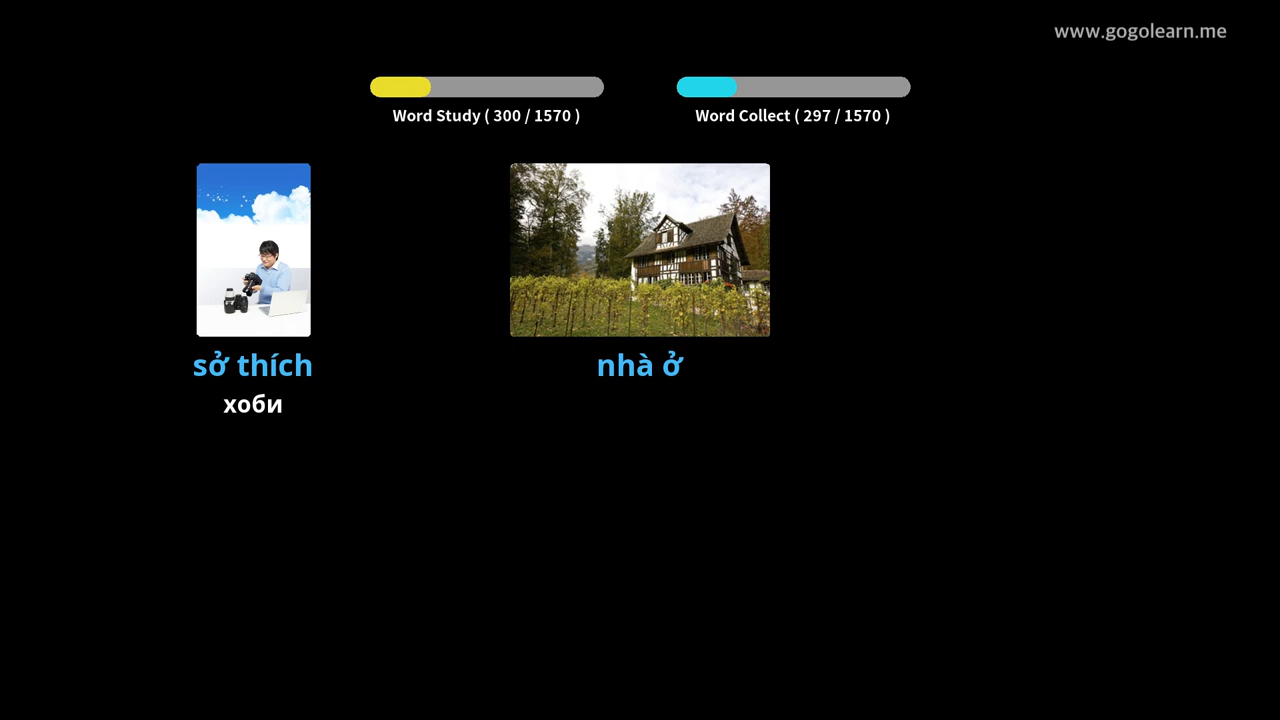 www.gogolearn.me
Word Study ( 300 / 1570 )
Word Collect ( 297 / 1570 )
sở thích
хоби
nhà ở